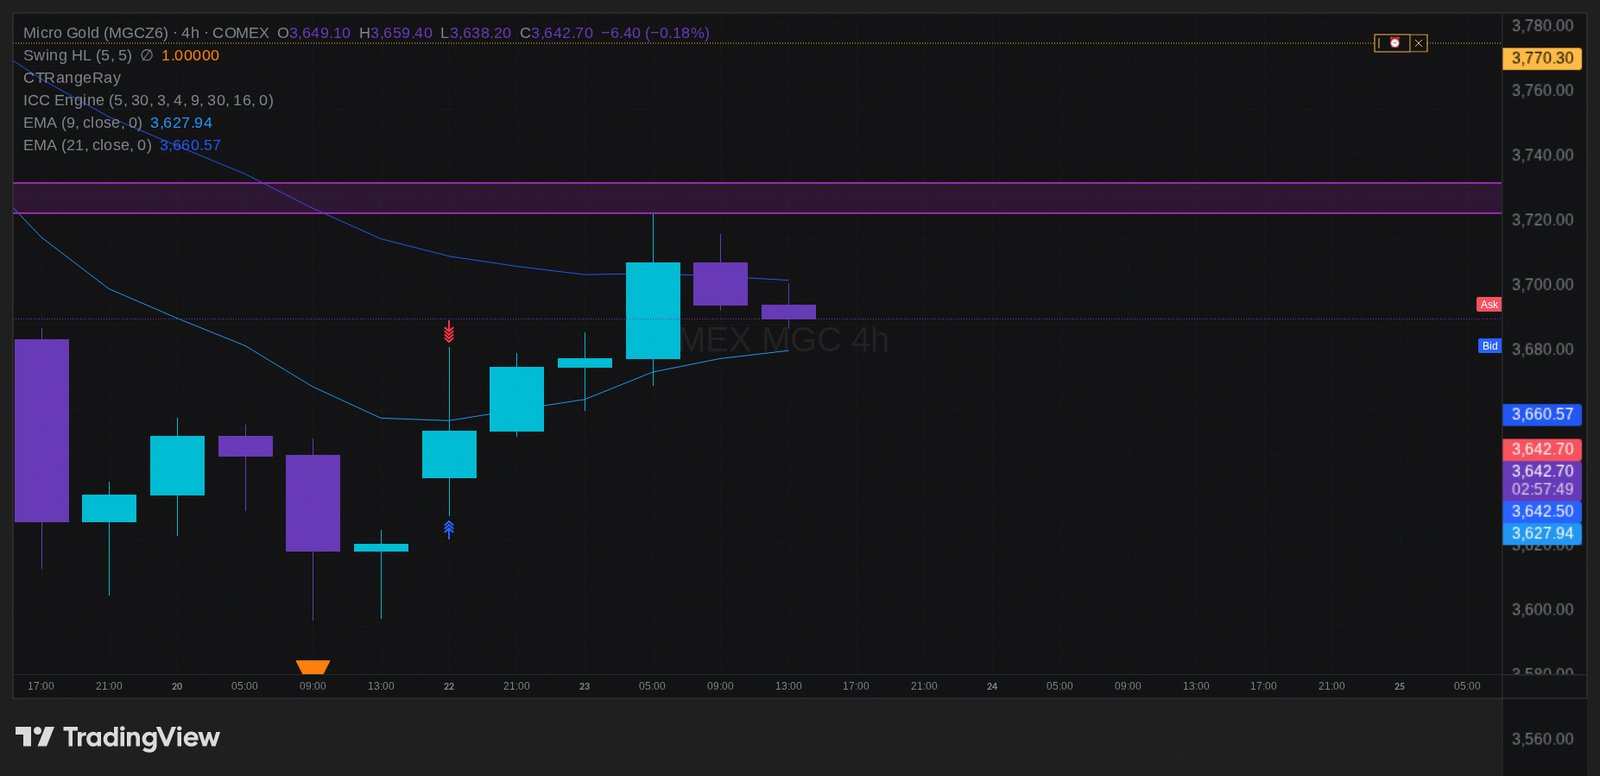 Micro Gold (MGCZ6) · 4h · COMEX O3,649.10 H3,659.40 L3,638.20 C3,642.70 −6.40 (−0.18%)
Swing HL (5, 5) ∅ 1.00000
CTRangeRay
ICC Engine (5, 30, 3, 4, 9, 30, 16, 0)
EMA (9, close, 0) 3,627.94
EMA (21, close, 0) 3,660.57
MEX MGC 4h
3,780.00
3,770.30
3,760.00
3,740.00
3,720.00
3,700.00
Ask
3,680.00
Bid
3,660.57
3,642.70
3,642.70
02:57:49
3,642.50
3,627.94
3,620.00
3,600.00
3,580.00
3,560.00
17:00 21:00 20 05:00 09:00 13:00 22 21:00 23 05:00 09:00 13:00 17:00 21:00 24 05:00 09:00 13:00 17:00 21:00 25 05:00
TradingView